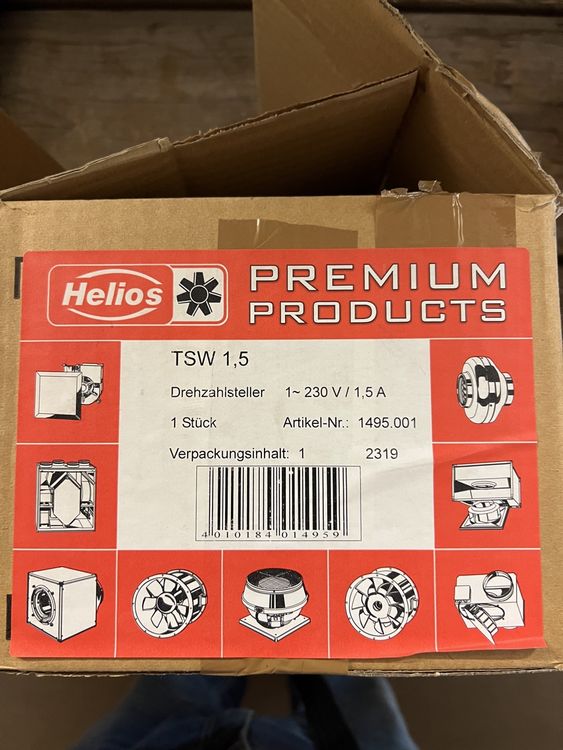 Helios
PREMIUM
PRODUCTS
TSW 1,5
Drehzahlsteller 1~ 230 V / 1,5 A
1 Stück Artikel-Nr.: 1495.001
Verpackungsinhalt: 1 2319
4 010184 014959